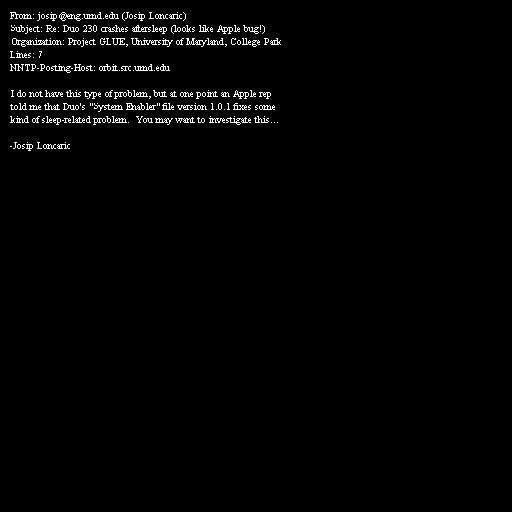 From: josip@eng.umd.edu (Josip Loncaric)
Subject: Re: Duo 230 crashes aftersleep (looks like Apple bug!)
Organization: Project GLUE, University of Maryland, College Park
Lines: 7
NNTP-Posting-Host: orbit.src.umd.edu

I do not have this type of problem, but at one point an Apple rep
told me that Duo's "System Enabler" file version 1.0.1 fixes some
kind of sleep-related problem.  You may want to investigate this...

-Josip Loncaric